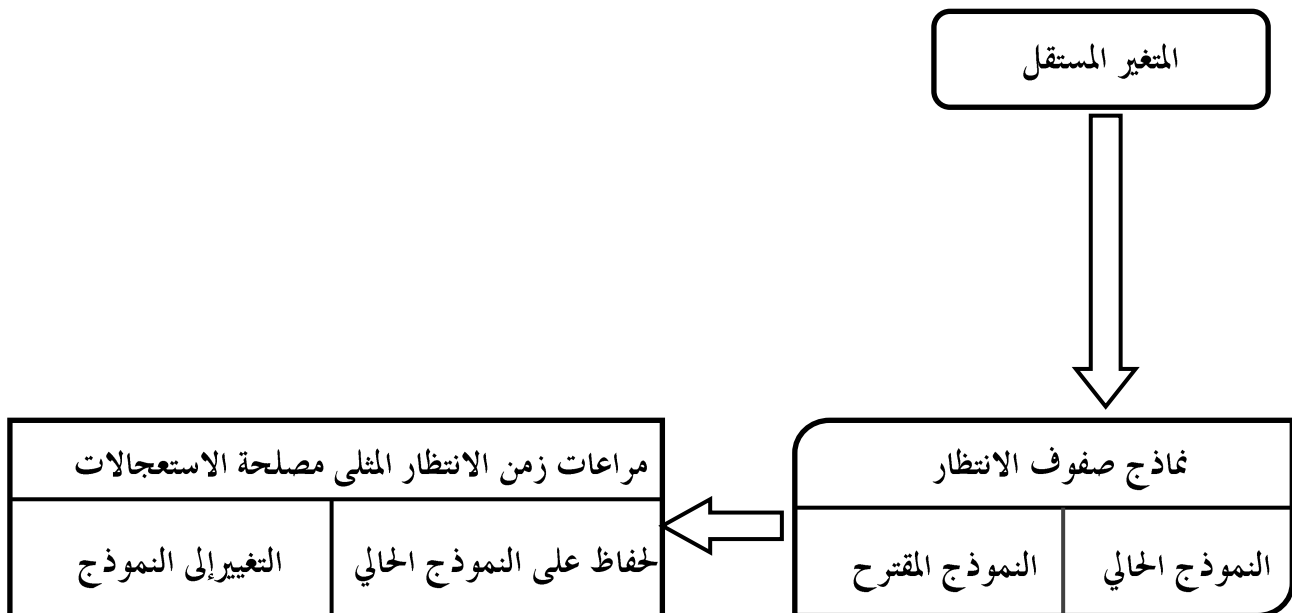 المتغير المستقل
نماذج صفوف الانتظار
النموذج الحالي
النموذج المقترح
مراعات زمن الانتظار المثلى مصلحة الاستعجالات
لحفاظ على النموذج الحالي
التغييرإلى النموذج